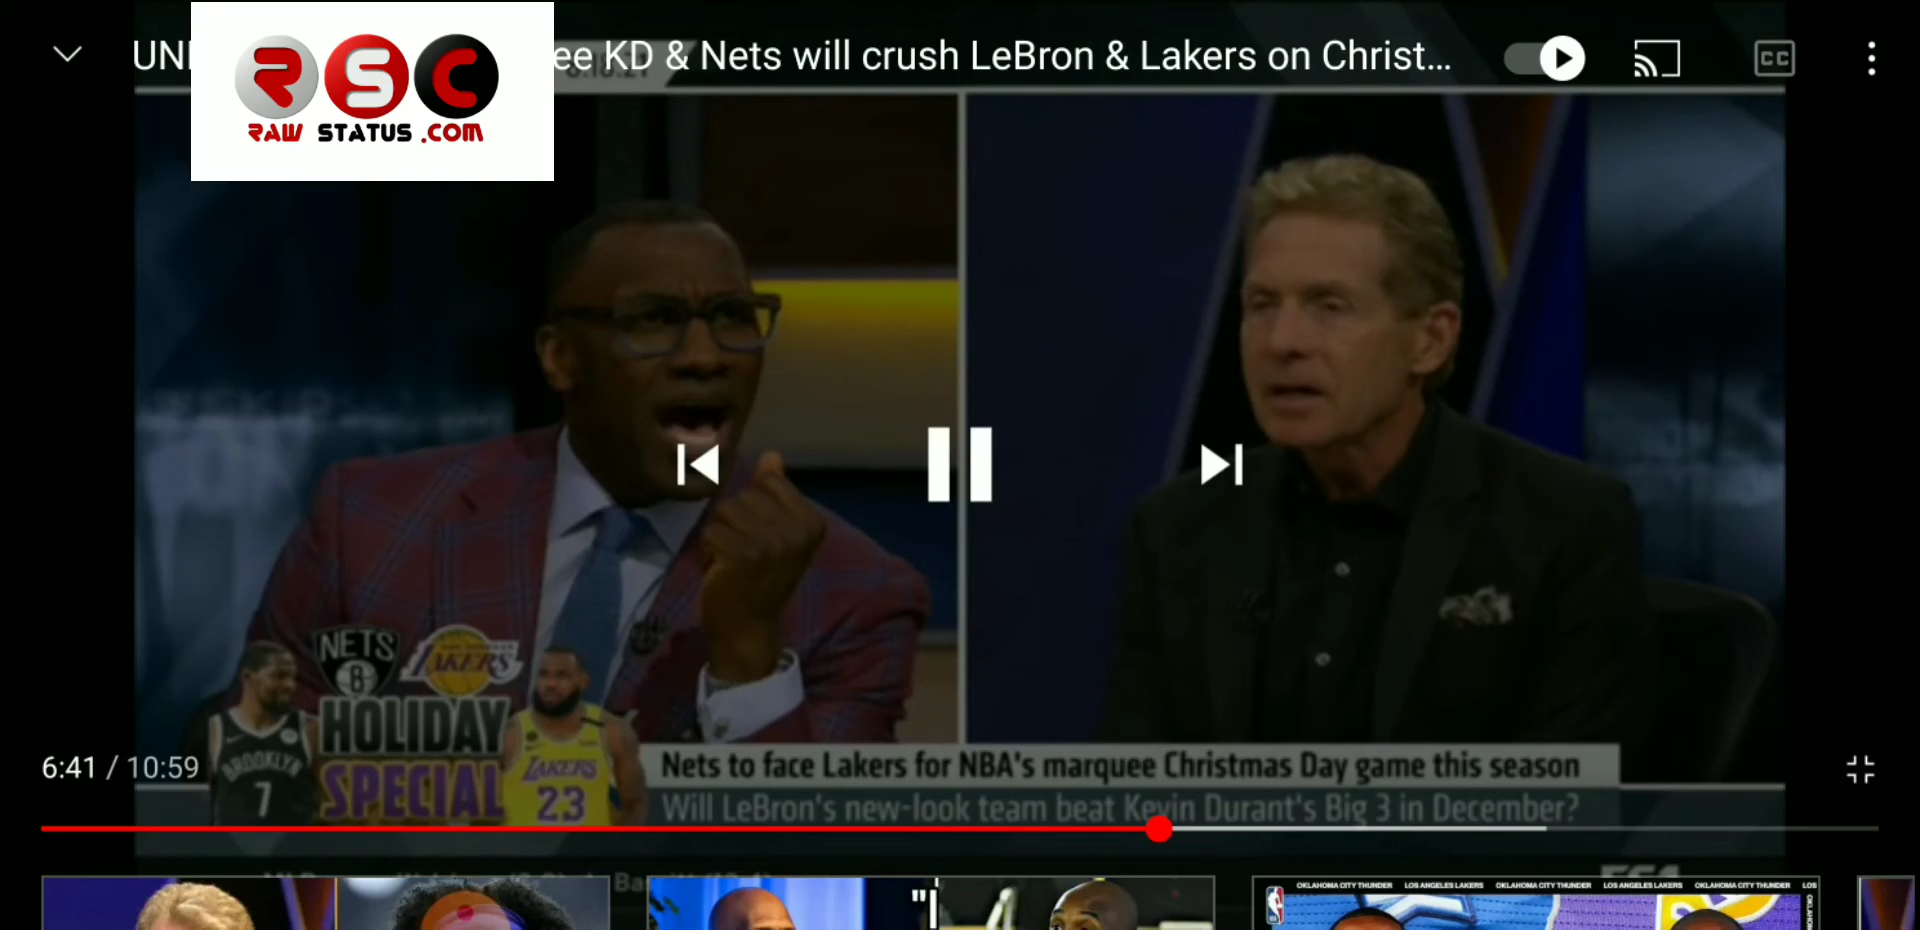 UN
ee KD & Nets will crush LeBron & Lakers on Christ...
CC
RSC
RAW STATUS .COM
NETS
LAKERS
HOLIDAY
SPECIAL
BROOKLYN
7
LAKERS
23
Nets to face Lakers for NBA's marquee Christmas Day game this season
Will LeBron's new-look team beat Kevin Durant's Big 3 in December?
6:41 / 10:59
OKLAHOMA CITY THUNDER LOS ANGELES LAKERS OKLAHOMA CITY THUNDER LOS ANGELES LAKERS OKLAHOMA CITY THUNDER LOS